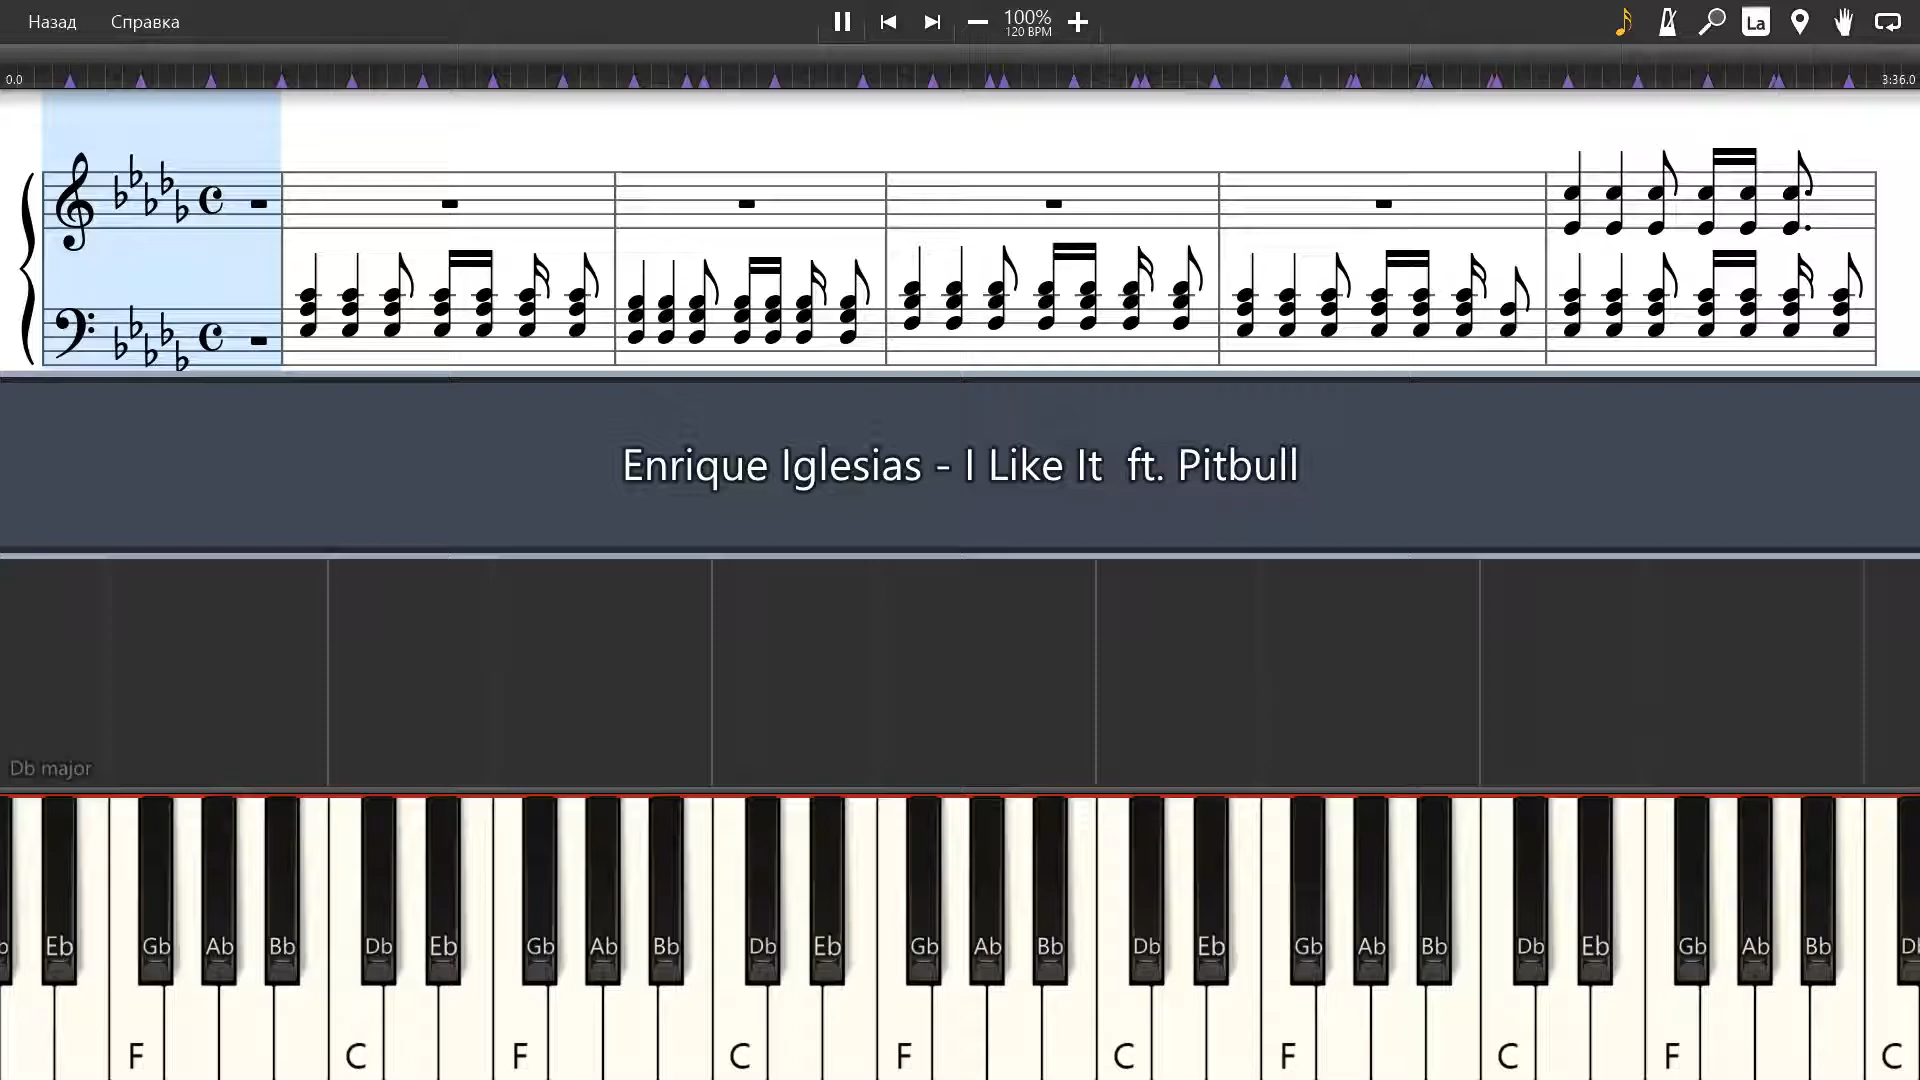 Назад Справка 100%
120 BPM
La
0.0 3:36.0
Enrique Iglesias - I Like It ft. Pitbull
Db major
Eb Gb Ab Bb Db Eb Gb Ab Bb Db Eb Gb Ab Bb Db Eb Gb Ab Bb Db Eb Gb Ab Bb
F C F C F C F C F C